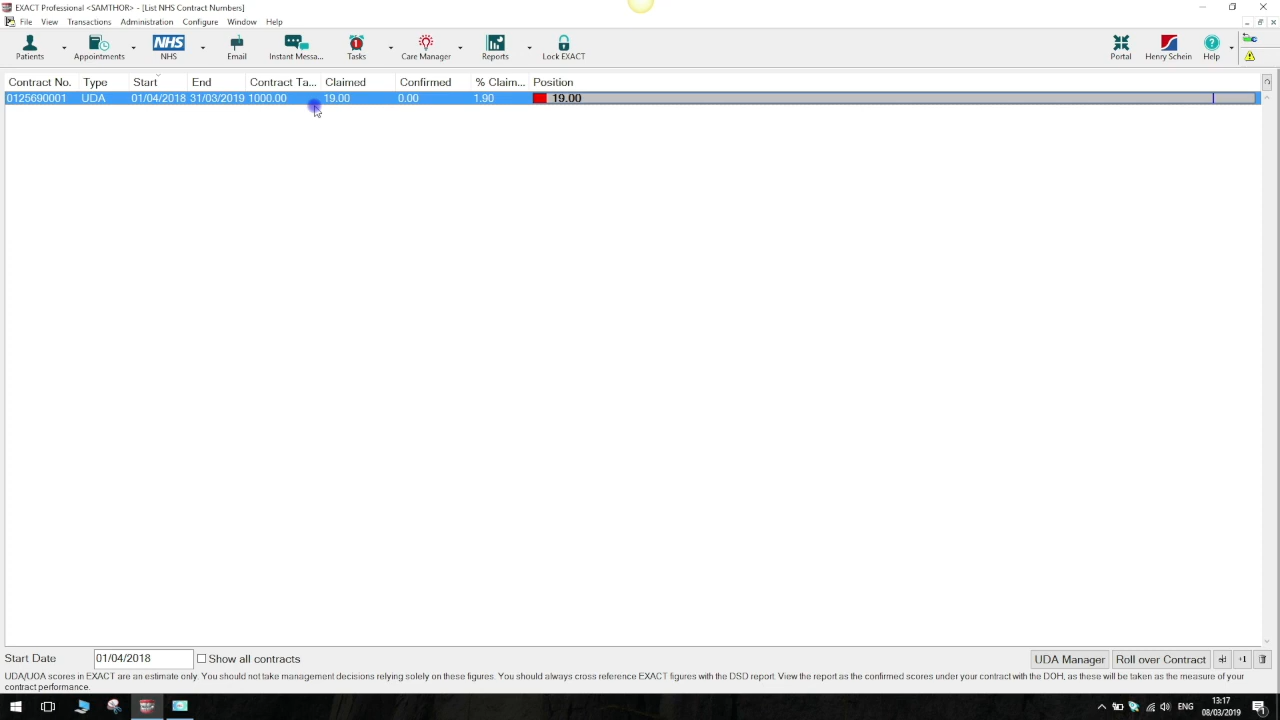 EXACT Professional <SAMTHOR> - [List NHS Contract Numbers]
File View Transactions Administration Configure Window Help
NHS
Patients Appointments NHS Email Instant Messa... Tasks Care Manager Reports Lock EXACT Portal Henry Schein Help
Contract No. Type Start End Contract Ta... Claimed Confirmed % Claim... Position
0125690001 UDA 01/04/2018 31/03/2019 1000.00 19.00 0.00 1.90 19.00
Start Date 01/04/2018 Show all contracts UDA Manager Roll over Contract +1
UDA/UOA scores in EXACT are an estimate only. You should not take management decisions relying solely on these figures. You should always cross reference EXACT figures with the DSD report. View the report as the confirmed scores under your contract with the DOH, as these will be taken as the measure of your
contract performance.
ENG 13:17
08/03/2019